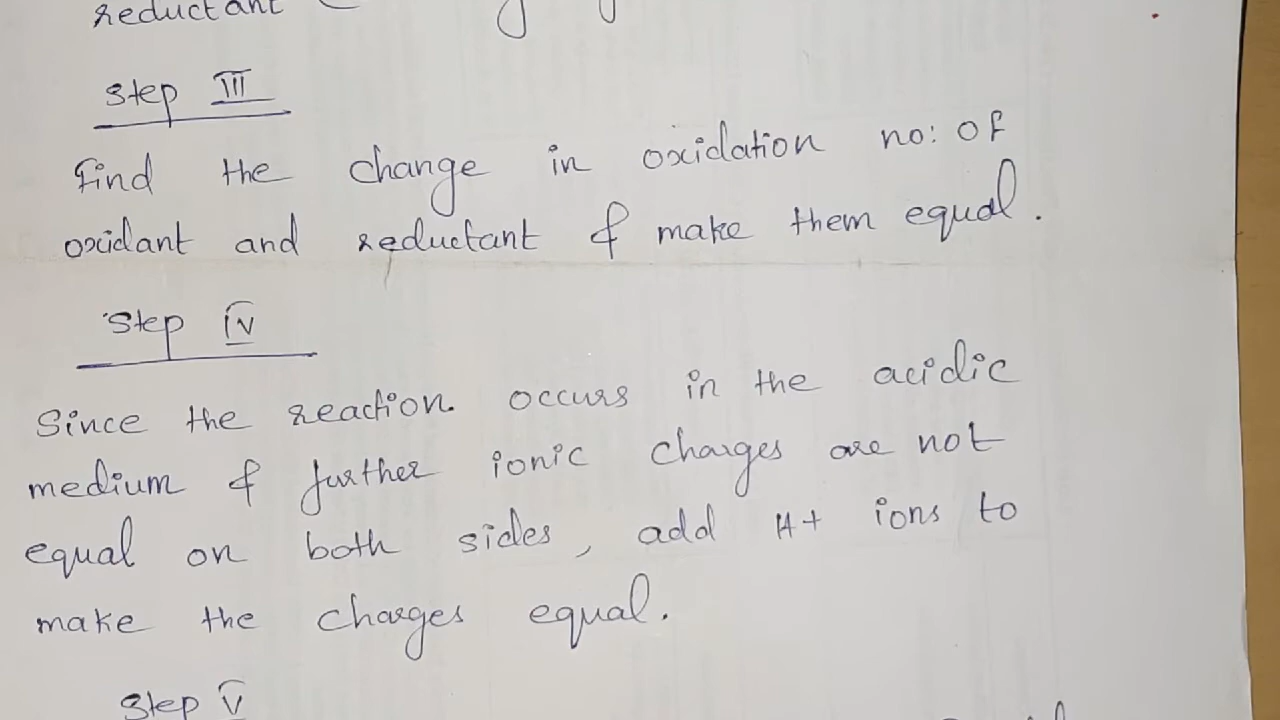 reductant
Step III
Find the change in oxidation no: of
oxidant and reductant & make them equal.
Step IV
Since the reaction occurs in the acidic
medium & further ionic charges are not
equal on both sides, add H+ ions to
make the charges equal.
Step V